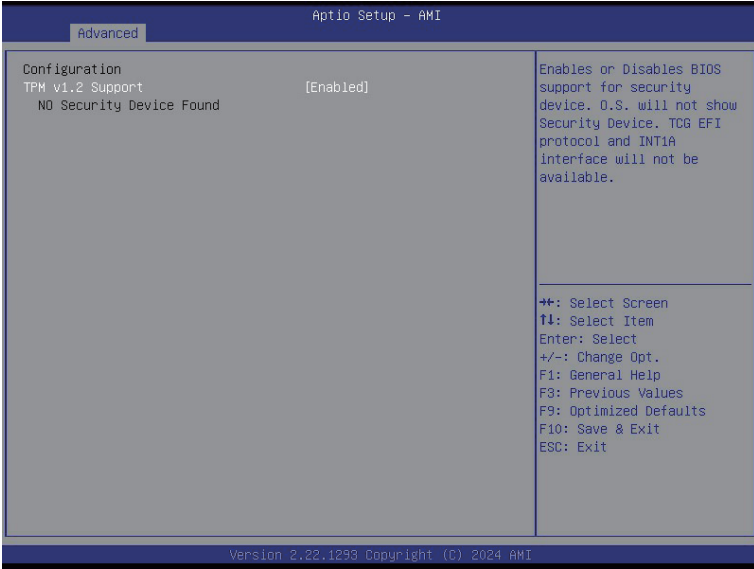 Aptio Setup – AMI
Advanced
Configuration
TPM v1.2 Support [Enabled]
NO Security Device Found
Enables or Disables BIOS
support for security
device. O.S. will not show
Security Device. TCG EFI
protocol and INT1A
interface will not be
available.
→←: Select Screen
↑↓: Select Item
Enter: Select
+/-: Change Opt.
F1: General Help
F3: Previous Values
F9: Optimized Defaults
F10: Save & Exit
ESC: Exit
Version 2.22.1293 Copyright (C) 2024 AMI